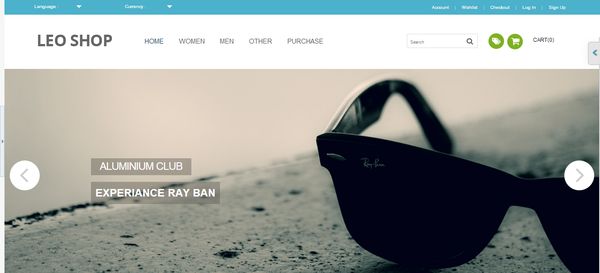 Language : Currency : Account | Wishlist | Checkout | Log In | Sign Up
LEO SHOP HOME WOMEN MEN OTHER PURCHASE Search CART(0)
Ray-Ban
ALUMINIUM CLUB
EXPERIANCE RAY BAN